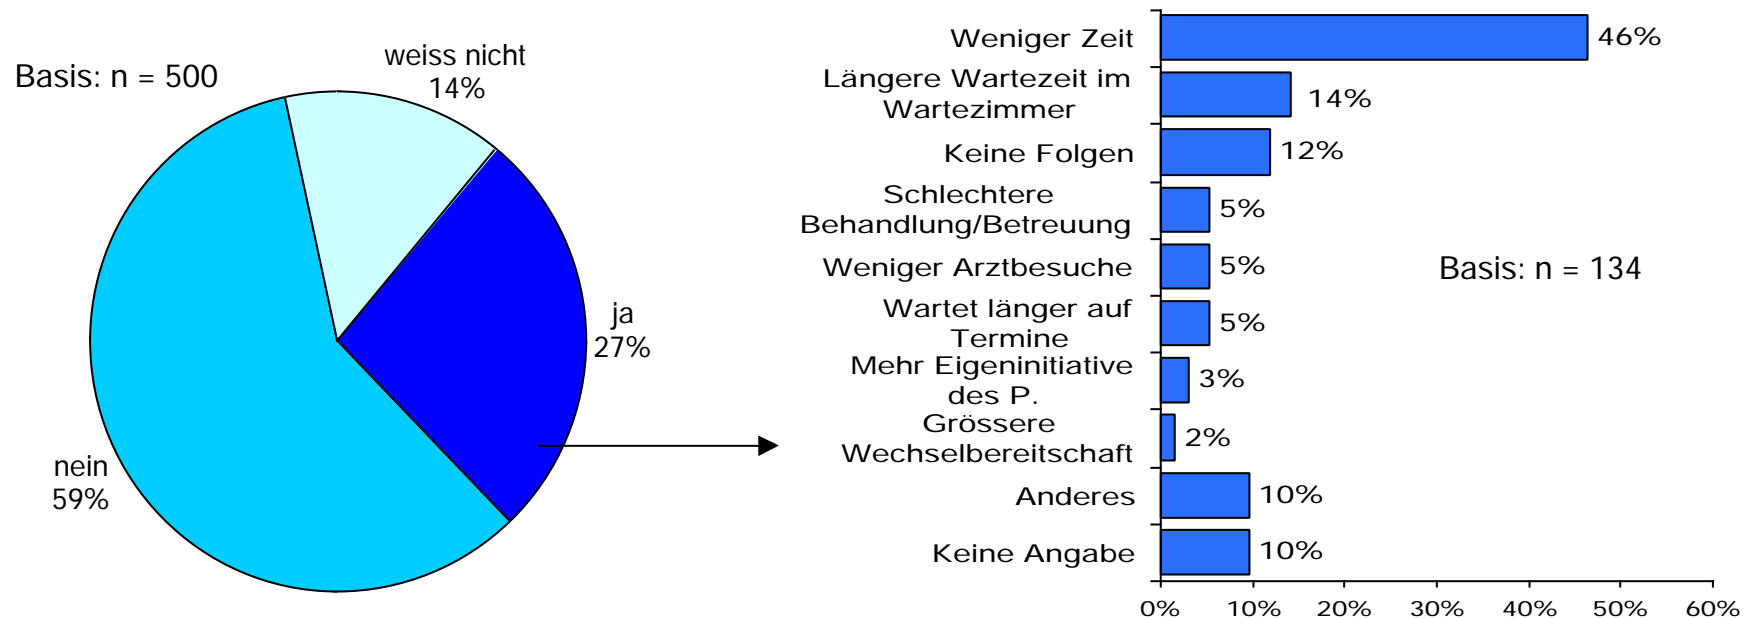 Basis: n = 500
weiss nicht
14%
ja
27%
nein
59%
Weniger Zeit
46%
Längere Wartezeit im
Wartezimmer
14%
Keine Folgen
12%
Schlechtere
Behandlung/Betreuung
5%
Weniger Arztbesuche
5%
Wartet länger auf
Termine
5%
Mehr Eigeninitiative
des P.
3%
Grössere
Wechselbereitschaft
2%
Anderes
10%
Keine Angabe
10%
Basis: n = 134
0% 10% 20% 30% 40% 50% 60%